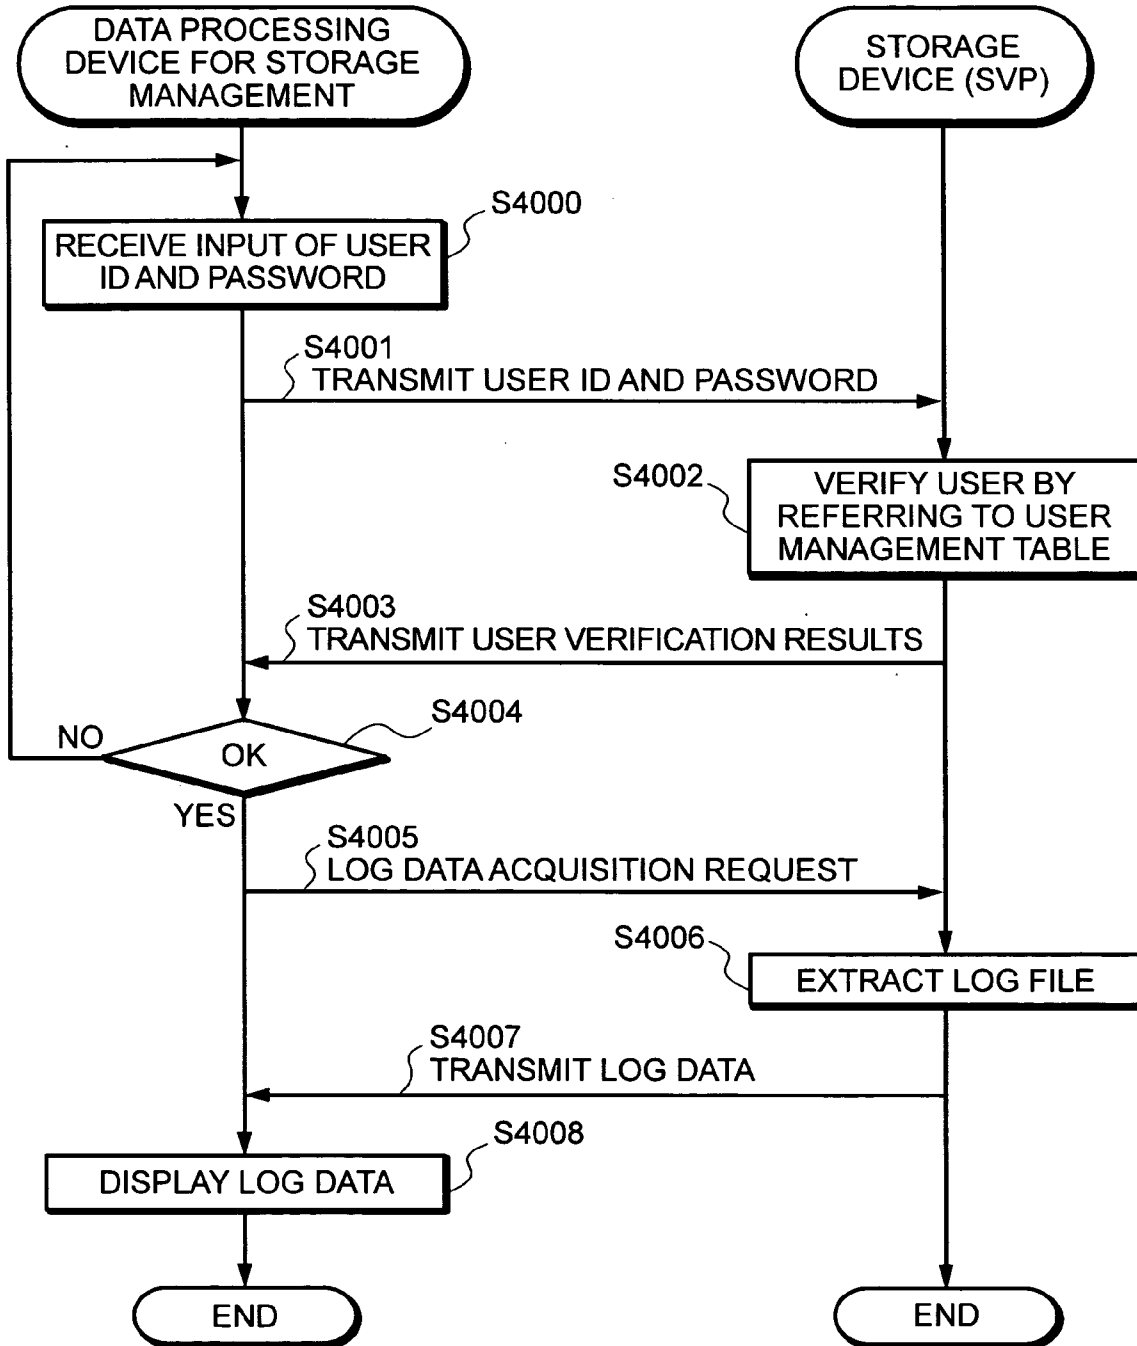 DATA PROCESSING
DEVICE FOR STORAGE
MANAGEMENT
STORAGE
DEVICE (SVP)
S4000
RECEIVE INPUT OF USER
ID AND PASSWORD
S4001
TRANSMIT USER ID AND PASSWORD
S4002
VERIFY USER BY
REFERRING TO USER
MANAGEMENT TABLE
S4003
TRANSMIT USER VERIFICATION RESULTS
S4004
NO
OK
YES
S4005
LOG DATA ACQUISITION REQUEST
S4006
EXTRACT LOG FILE
S4007
TRANSMIT LOG DATA
S4008
DISPLAY LOG DATA
END
END